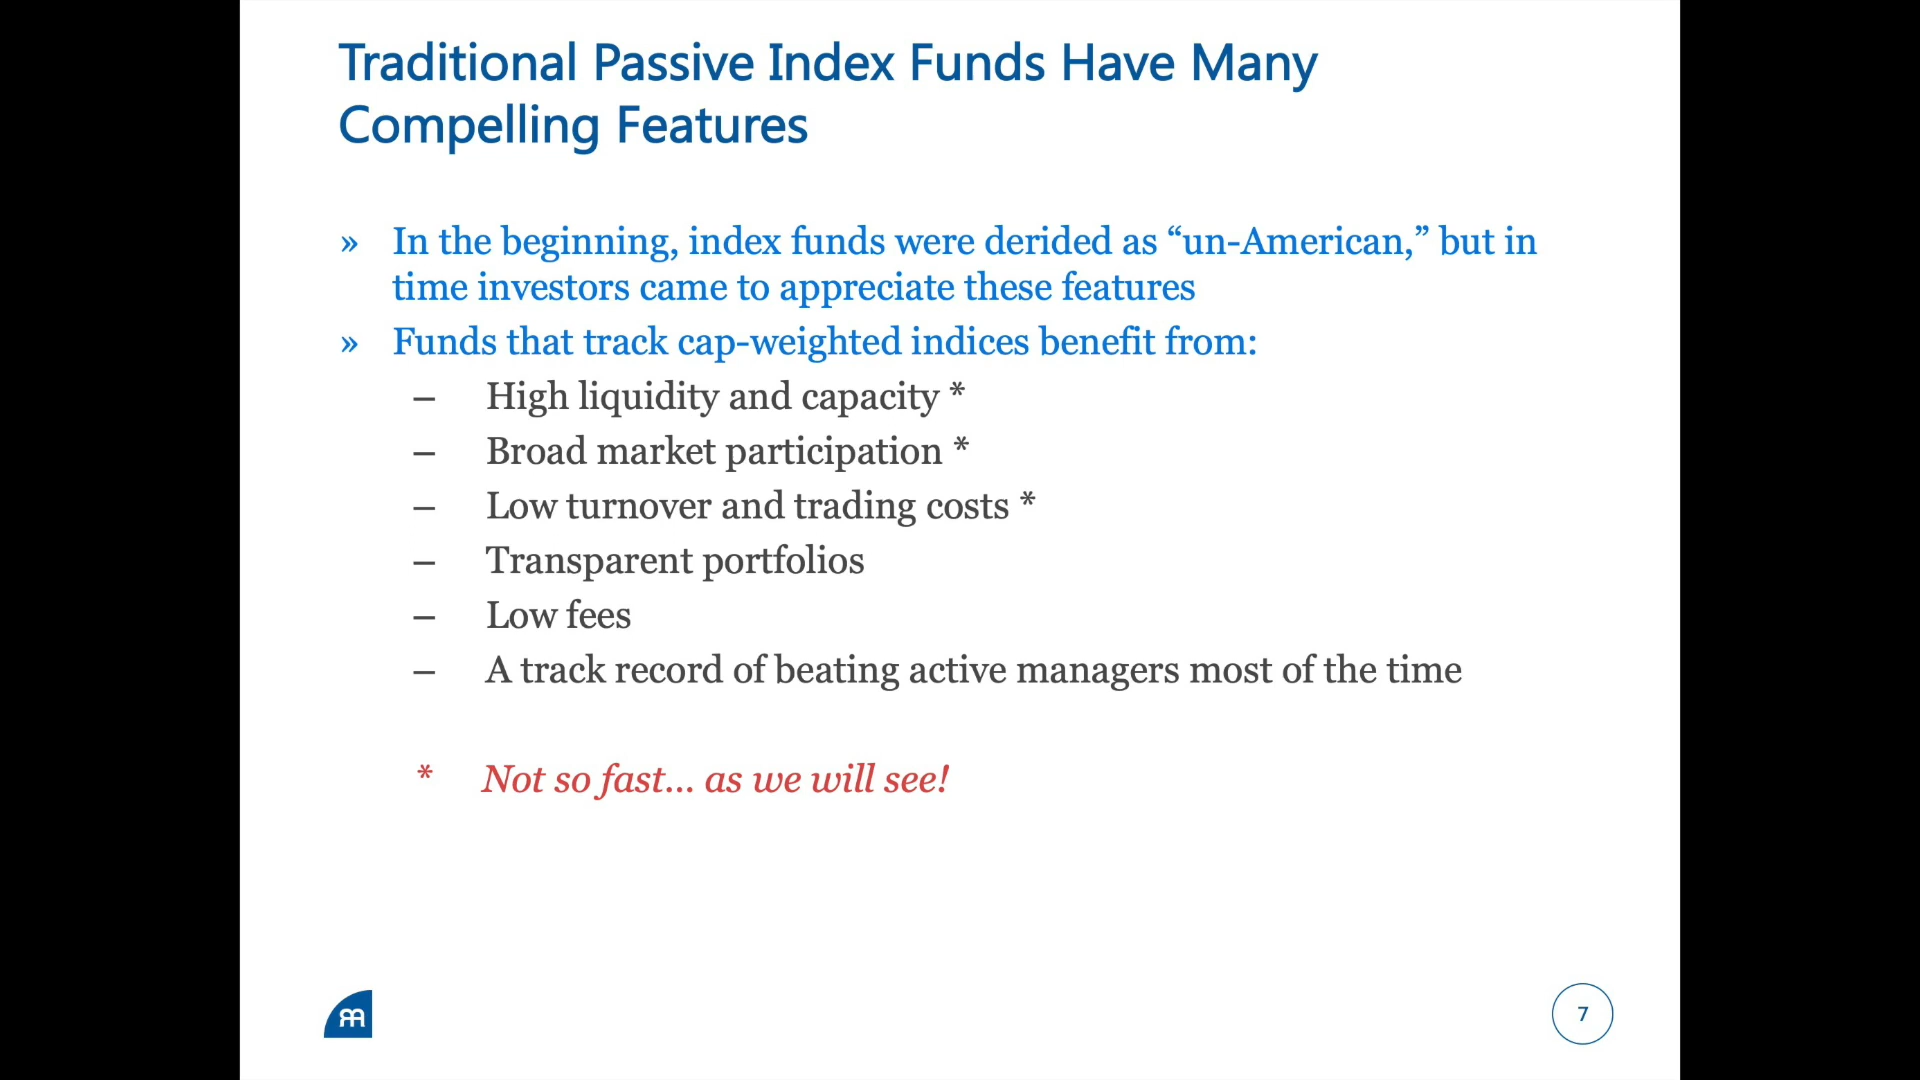 Traditional Passive Index Funds Have Many
Compelling Features
» In the beginning, index funds were derided as “un-American,” but in
time investors came to appreciate these features
» Funds that track cap-weighted indices benefit from:
– High liquidity and capacity *
– Broad market participation *
– Low turnover and trading costs *
– Transparent portfolios
– Low fees
– A track record of beating active managers most of the time
* Not so fast... as we will see!
7